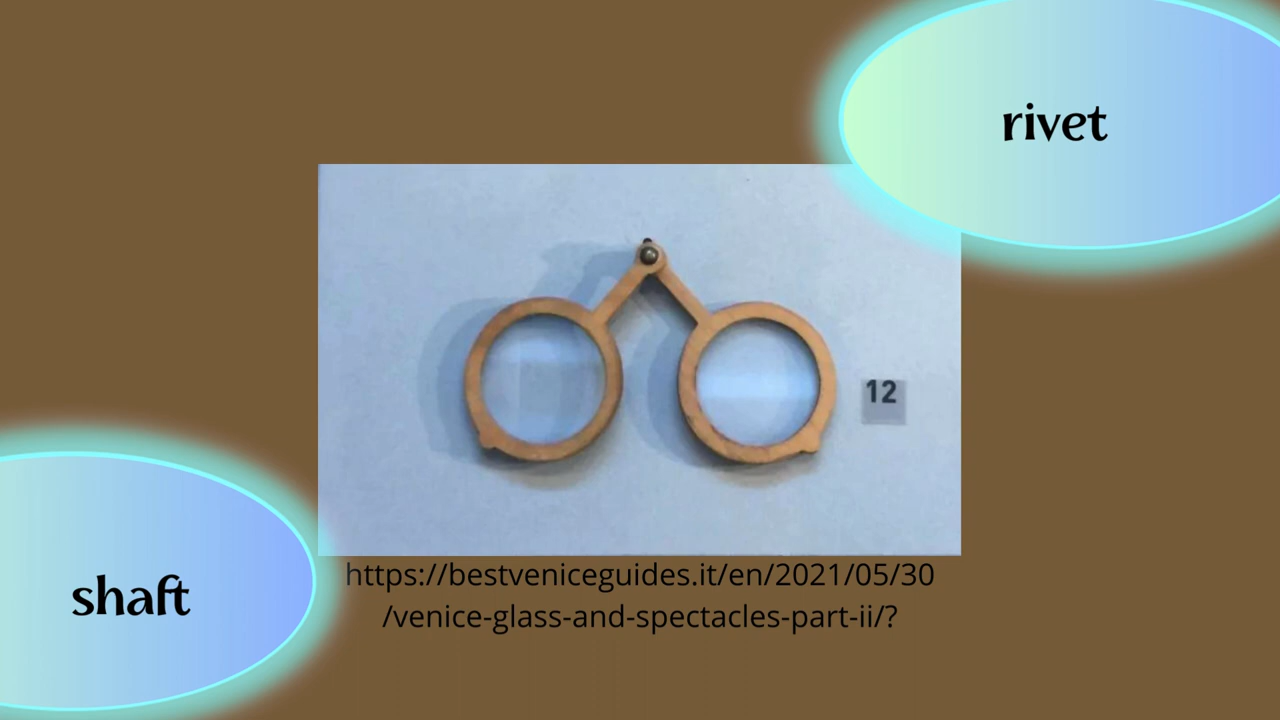 rivet
12
https://bestveniceguides.it/en/2021/05/30
/venice-glass-and-spectacles-part-ii/?
shaft